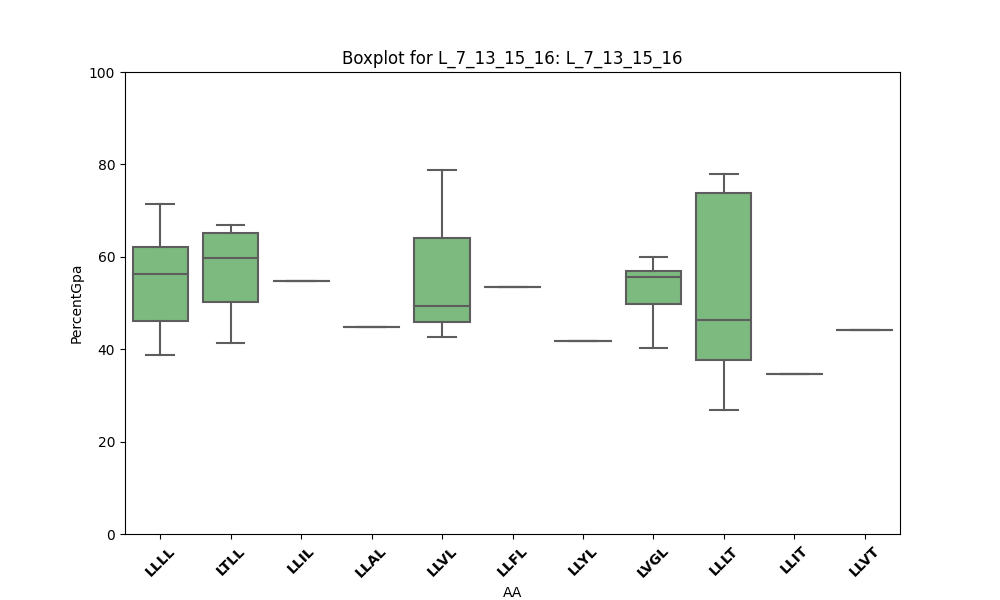 Boxplot for L_7_13_15_16: L_7_13_15_16
100
80
60
40
20
0
PercentGpa
LLLL
LTLL
LLIL
LLAL
LLVL
LLFL
LLYL
LVGL
LLLT
LLIT
LLVT
AA